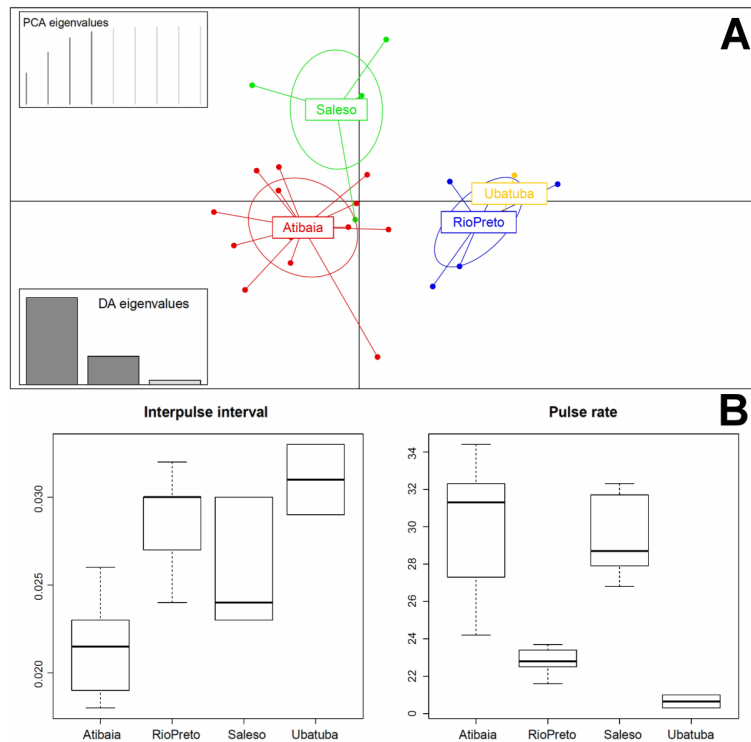 PCA eigenvalues
A
Saleso
Ubatuba
RioPreto
Atibaia
DA eigenvalues
B
Interpulse interval
0.030
0.025
0.020
Atibaia RioPreto Saleso Ubatuba
Pulse rate
34
32
30
28
26
24
22
0
Atibaia RioPreto Saleso Ubatuba